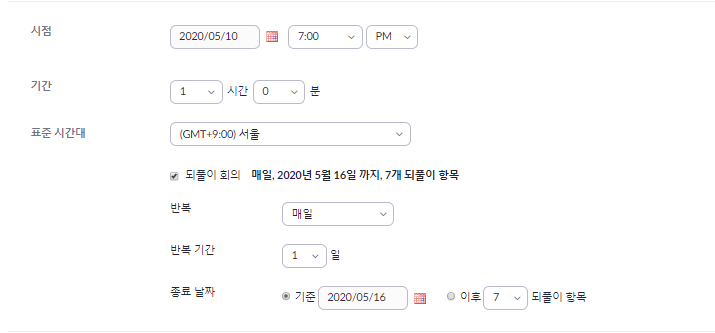 시점 2020/05/10 7:00 PM
기간 1 시간 0 분
표준 시간대 (GMT+9:00) 서울
되풀이 회의 매일, 2020년 5월 16일 까지, 7개 되풀이 항목
반복 매일
반복 기간 1 일
종료 날짜 기준 2020/05/16 이후 7 되풀이 항목